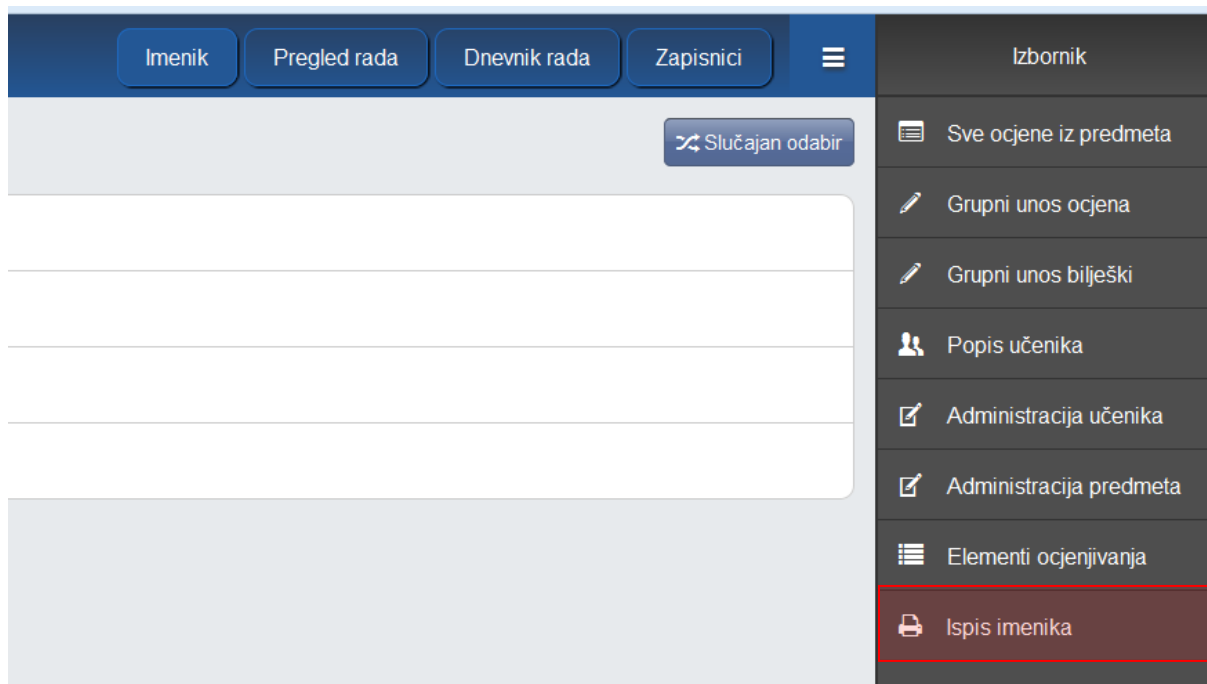 Imenik
Pregled rada
Dnevnik rada
Zapisnici
Izbornik
Slučajan odabir
Sve ocjene iz predmeta
Grupni unos ocjena
Grupni unos bilješki
Popis učenika
Administracija učenika
Administracija predmeta
Elementi ocjenjivanja
Ispis imenika